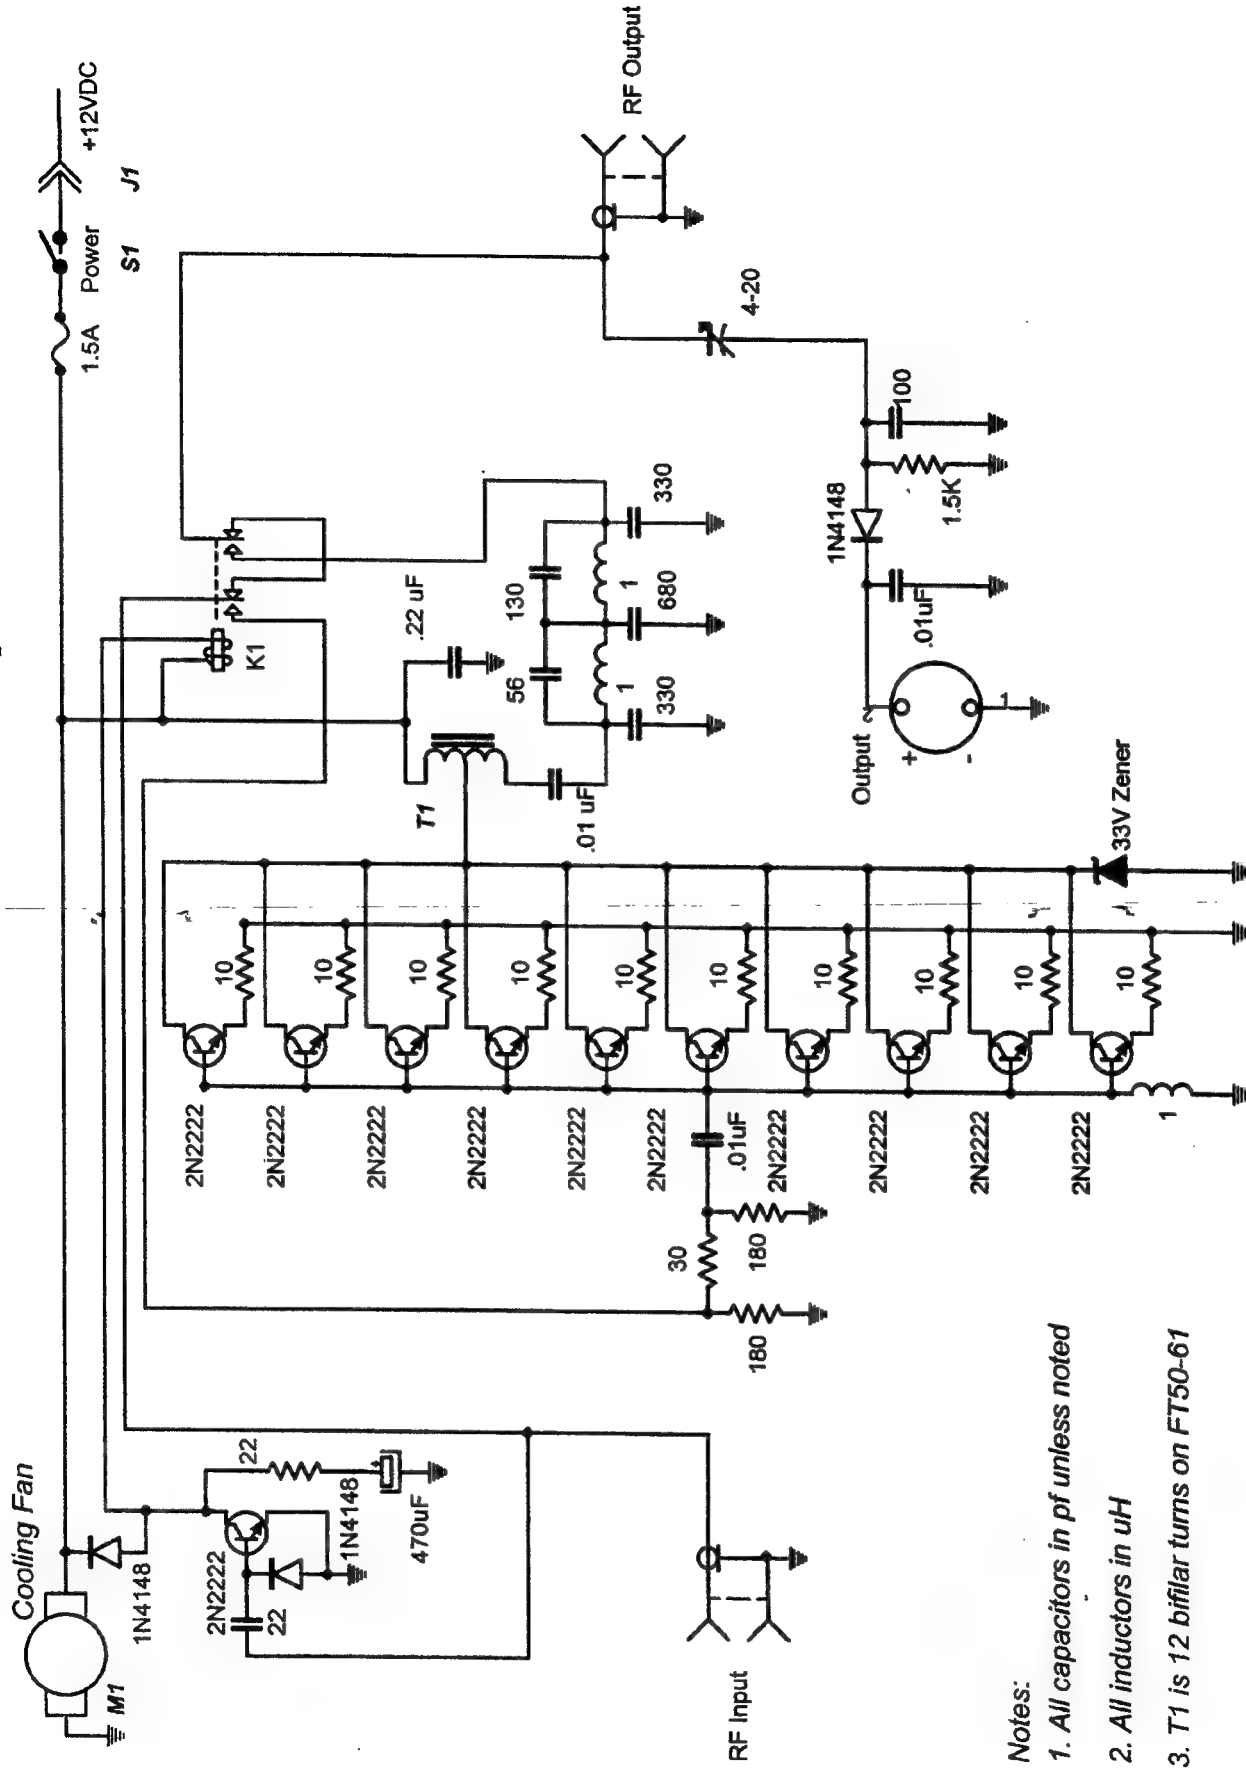 Cooling Fan
M1
1N4148
2N2222
22
22
1N4148
470uF
RF Input
1.5A
Power
S1
J1
+12VDC
K1
.22 uF
T1
.01 uF
56
130
1
1
330
680
330
RF Output
4-20
100
1.5K
1N4148
.01uF
Output
+
-
33V Zener
10
10
10
10
10
10
10
10
10
10
2N2222
2N2222
2N2222
2N2222
2N2222
2N2222
2N2222
2N2222
2N2222
2N2222
.01uF
30
180
180
1
Notes:
1. All capacitors in pf unless noted
2. All inductors in uH
3. T1 is 12 bifilar turns on FT50-61